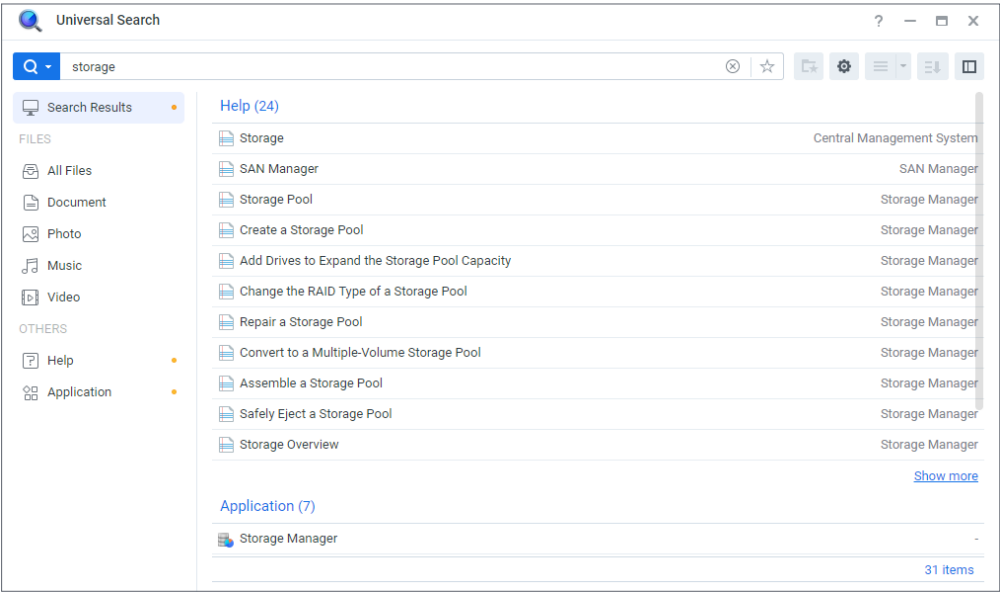 Universal Search
storage
Search Results
FILES
All Files
Document
Photo
Music
Video
OTHERS
Help
Application
Help (24)
Storage Central Management System
SAN Manager SAN Manager
Storage Pool Storage Manager
Create a Storage Pool Storage Manager
Add Drives to Expand the Storage Pool Capacity Storage Manager
Change the RAID Type of a Storage Pool Storage Manager
Repair a Storage Pool Storage Manager
Convert to a Multiple-Volume Storage Pool Storage Manager
Assemble a Storage Pool Storage Manager
Safely Eject a Storage Pool Storage Manager
Storage Overview Storage Manager
Show more
Application (7)
Storage Manager -
31 items